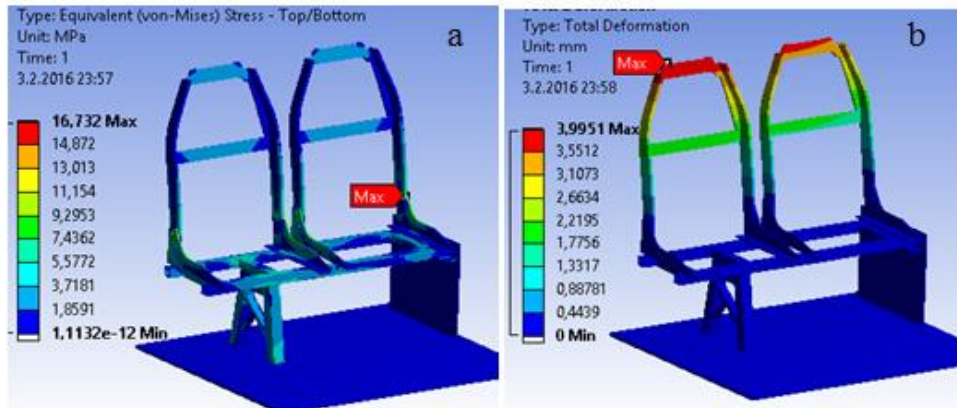 Type: Equivalent (von-Mises) Stress - Top/Bottom
Unit: MPa
Time: 1
3.2.2016 23:57
a
16,732 Max
14,872
13,013
11,154
9,2953
7,4362
5,5772
3,7181
1,8591
1,1132e-12 Min
Max
Type: Total Deformation
Unit: mm
Time: 1
3.2.2016 23:58
b
Max
3,9951 Max
3,5512
3,1073
2,6634
2,2195
1,7756
1,3317
0,88781
0,4439
0 Min